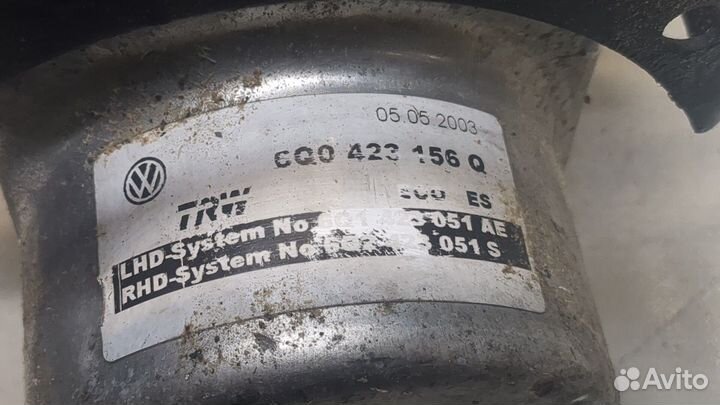 05.05.2003
6Q0 423 156 Q
TRW ES
LHD-System No 051 AE
RHD-System No 051 S
Avito